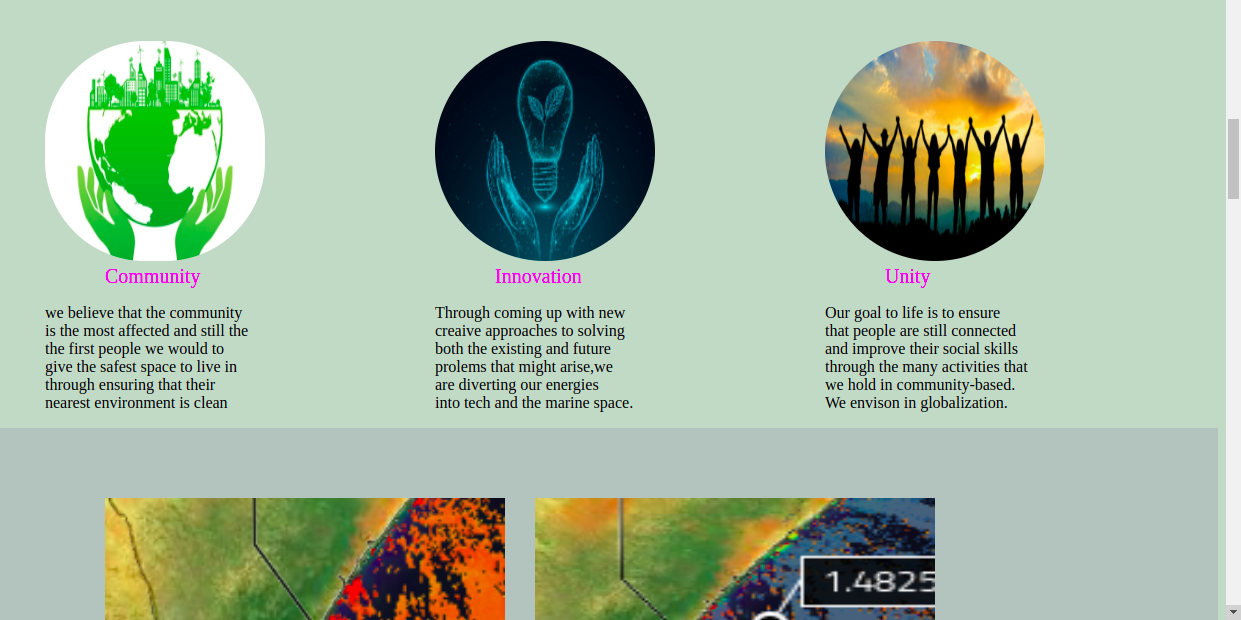 Community
we believe that the community
is the most affected and still the
the first people we would to
give the safest space to live in
through ensuring that their
nearest environment is clean
Innovation
Through coming up with new
creaive approaches to solving
both the existing and future
prolems that might arise,we
are diverting our energies
into tech and the marine space.
Unity
Our goal to life is to ensure
that people are still connected
and improve their social skills
through the many activities that
we hold in community-based.
We envison in globalization.
1.4825